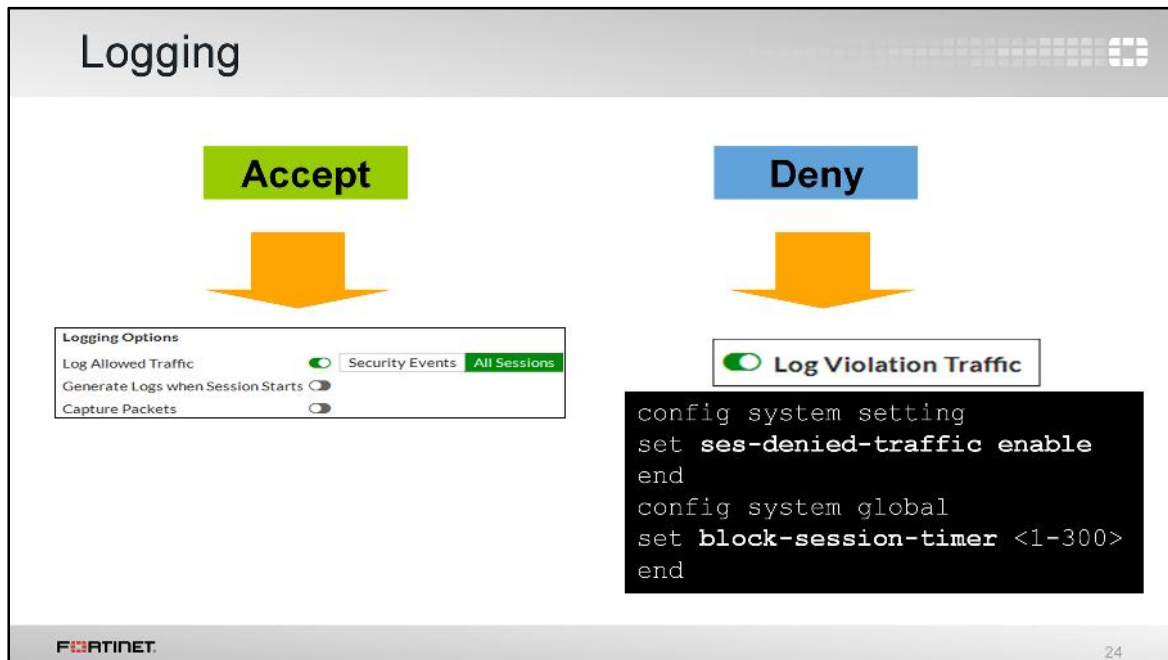 Logging
Accept
Deny
Logging Options
Log Allowed Traffic Security Events All Sessions
Generate Logs when Session Starts
Capture Packets
Log Violation Traffic
config system setting
set ses-denied-traffic enable
end
config system global
set block-session-timer <1-300>
end
FORTINET.
24